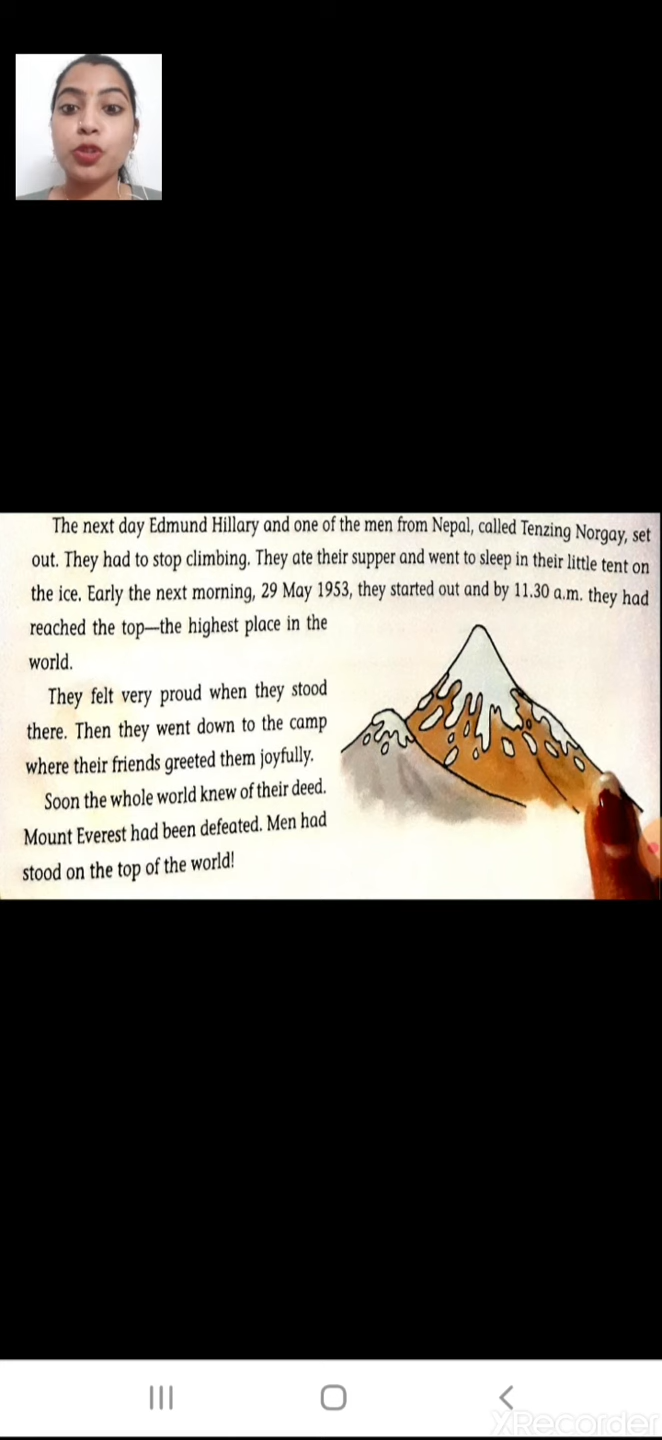 The next day Edmund Hillary and one of the men from Nepal, called Tenzing Norgay, set
out. They had to stop climbing. They ate their supper and went to sleep in their little tent on
the ice. Early the next morning, 29 May 1953, they started out and by 11.30 a.m. they had
reached the top—the highest place in the
world.
They felt very proud when they stood
there. Then they went down to the camp
where their friends greeted them joyfully.
Soon the whole world knew of their deed.
Mount Everest had been defeated. Men had
stood on the top of the world!
XRecorder